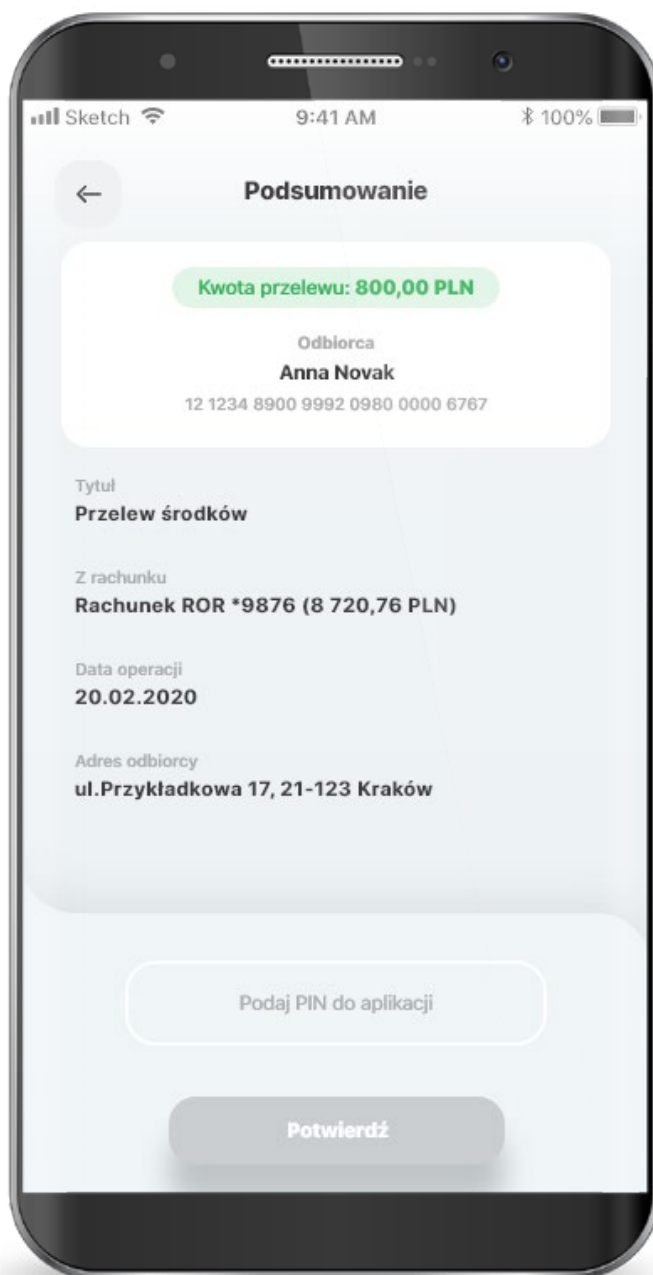 Sketch 9:41 AM 100%
Podsumowanie
Kwota przelewu: 800,00 PLN
Odbiorca
Anna Novak
12 1234 8900 9992 0980 0000 6767
Tytuł
Przelew środków
Z rachunku
Rachunek ROR *9876 (8 720,76 PLN)
Data operacji
20.02.2020
Adres odbiorcy
ul.Przykładkowa 17, 21-123 Kraków
Podaj PIN do aplikacji
Potwierdź